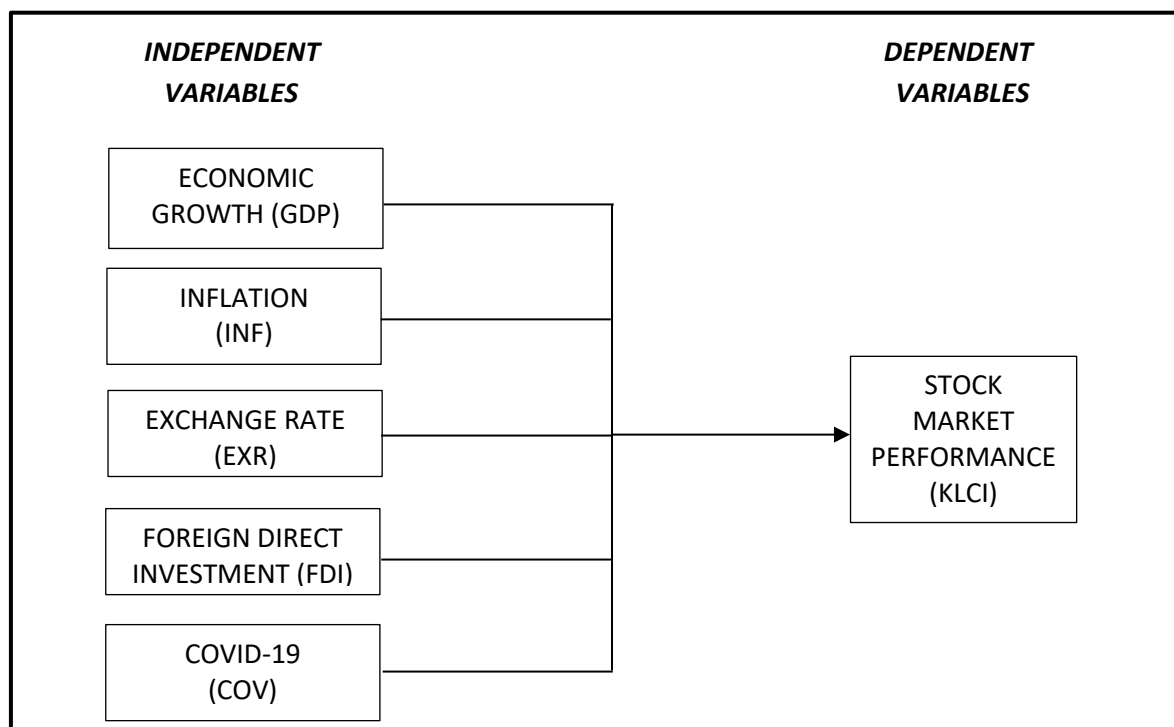 INDEPENDENT
VARIABLES
DEPENDENT
VARIABLES
ECONOMIC
GROWTH (GDP)
INFLATION
(INF)
EXCHANGE RATE
(EXR)
FOREIGN DIRECT
INVESTMENT (FDI)
COVID-19
(COV)
STOCK
MARKET
PERFORMANCE
(KLCI)